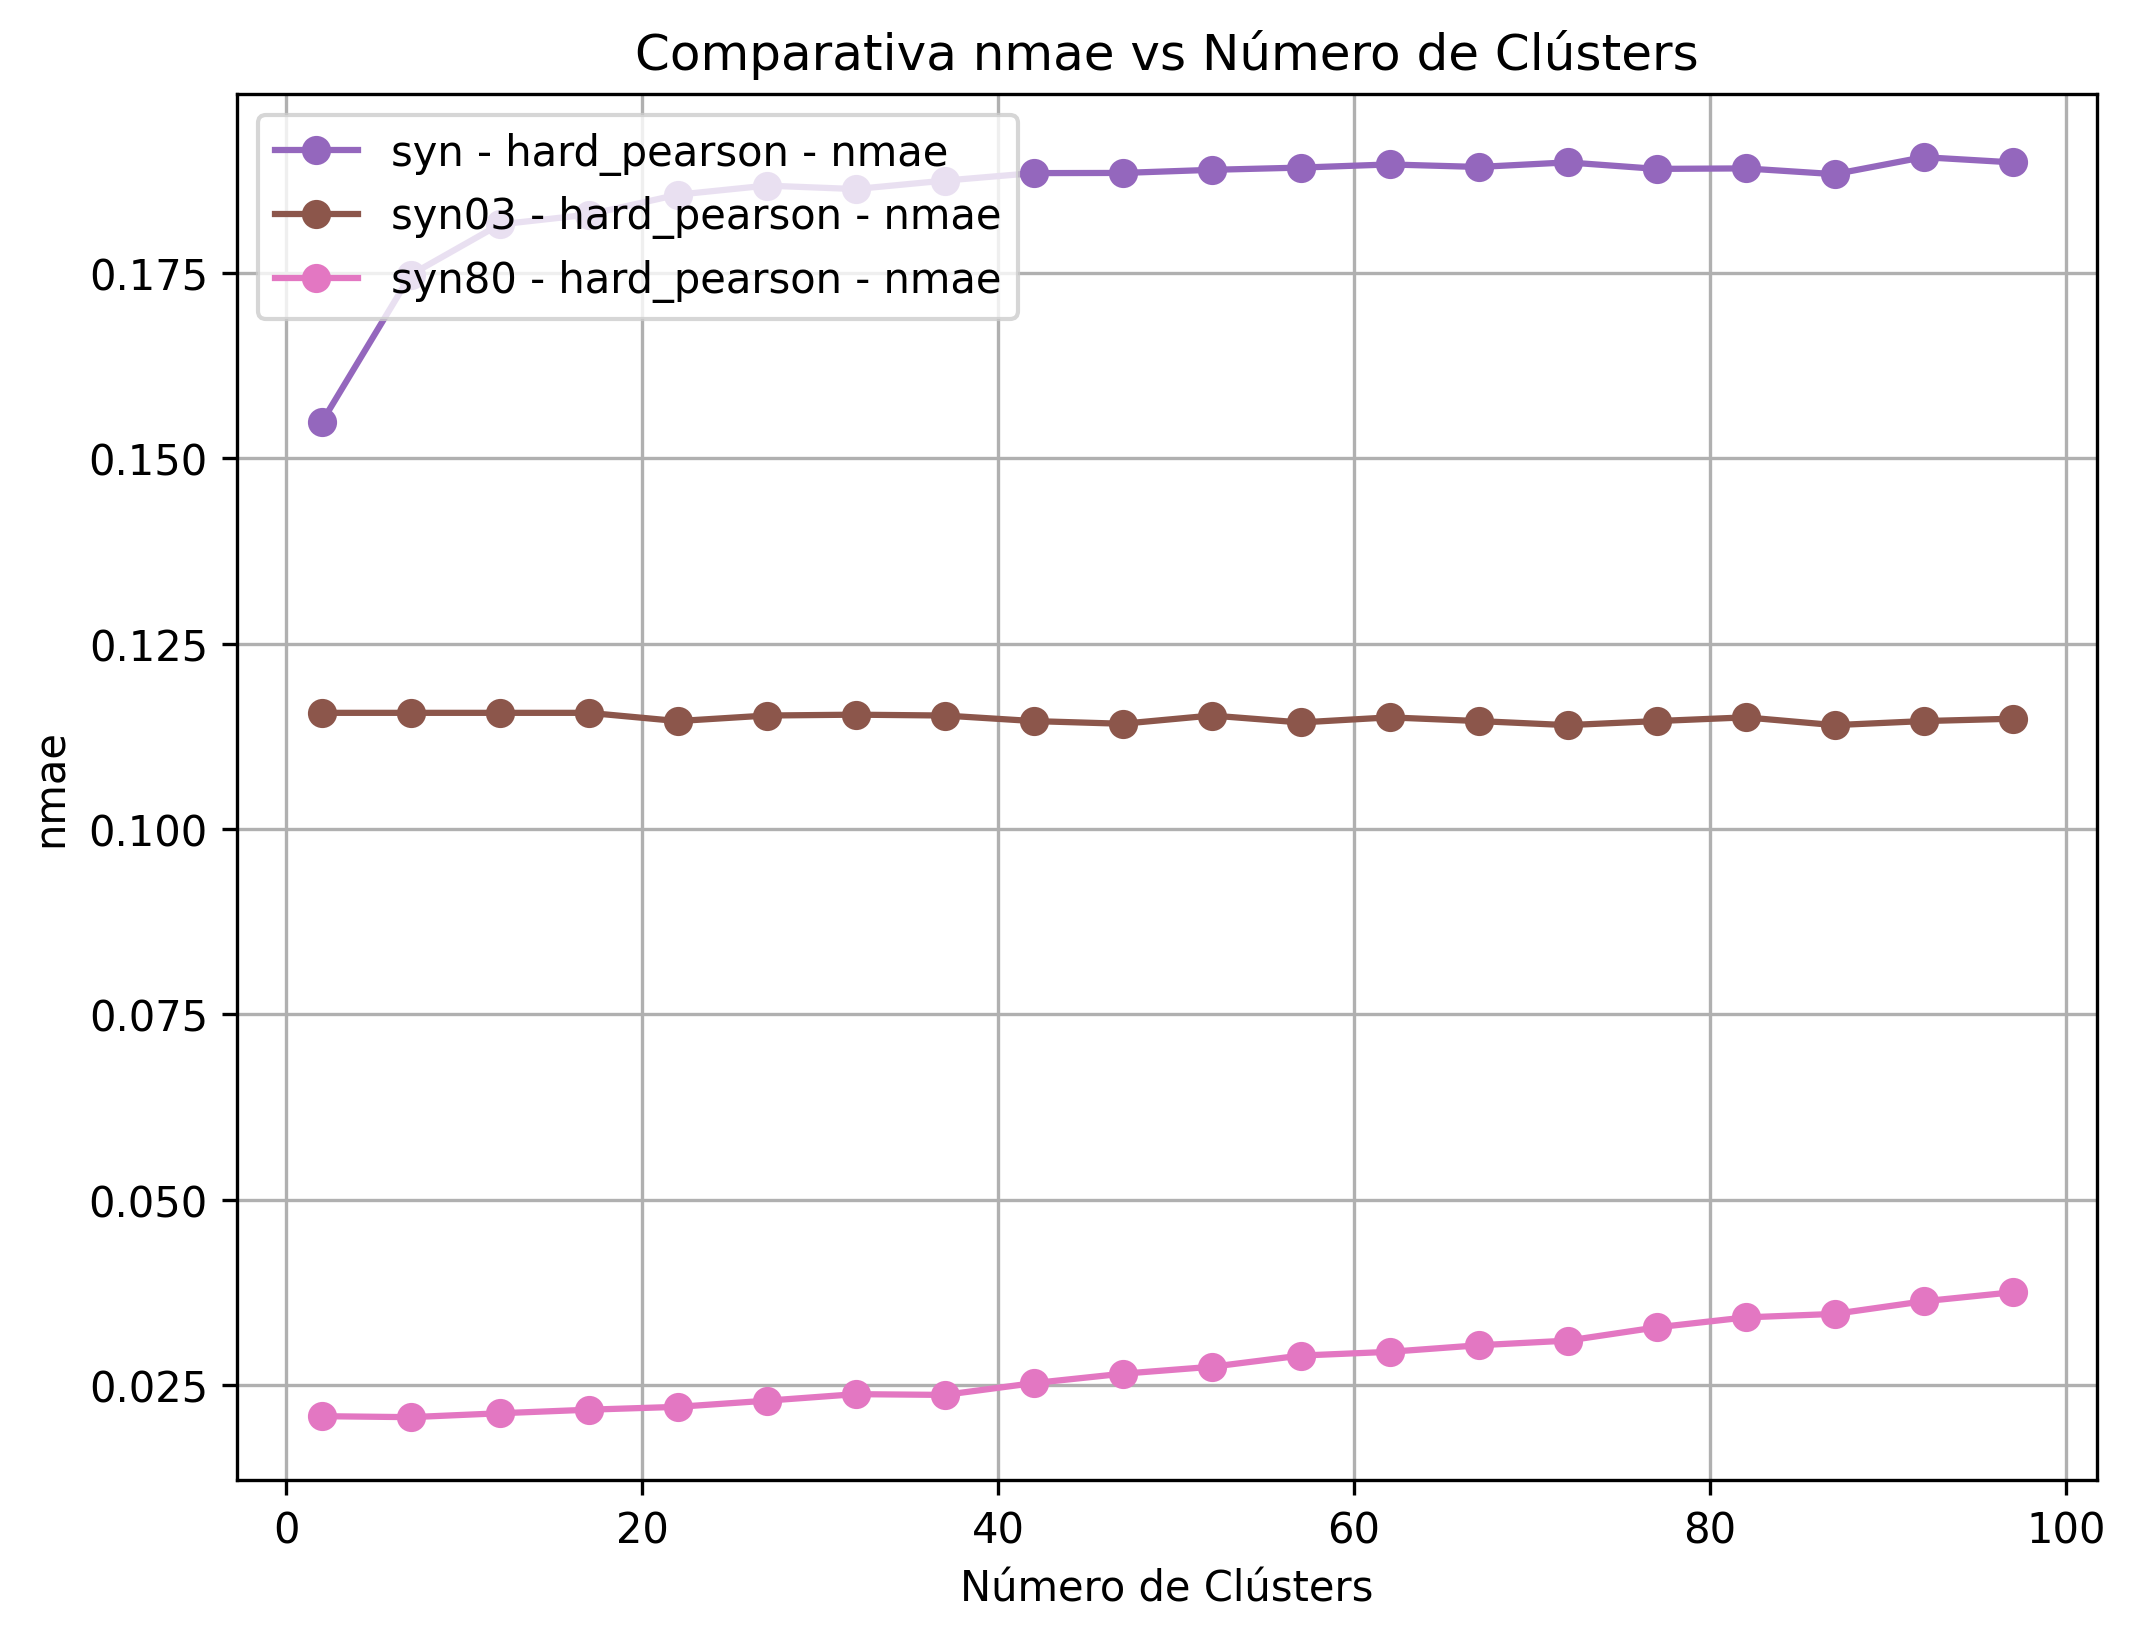 Comparativa nmae vs Número de Clústers
syn - hard_pearson - nmae
syn03 - hard_pearson - nmae
syn80 - hard_pearson - nmae
0.175
0.150
0.125
0.100
0.075
0.050
0.025
nmae
0 20 40 60 80 100
Número de Clústers